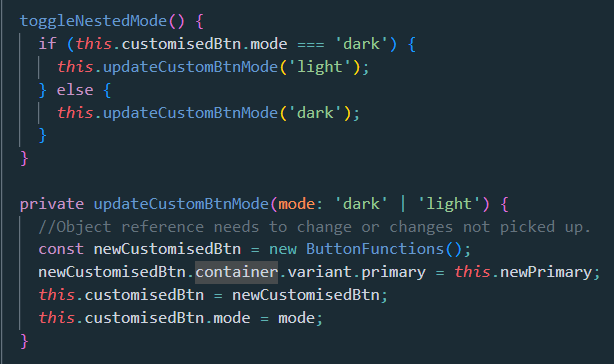 toggleNestedMode() {
if (this.customisedBtn.mode === 'dark') {
this.updateCustomBtnMode('light');
} else {
this.updateCustomBtnMode('dark');
}
}
private updateCustomBtnMode(mode: 'dark' | 'light') {
//Object reference needs to change or changes not picked up.
const newCustomisedBtn = new ButtonFunctions();
newCustomisedBtn.container.variant.primary = this.newPrimary;
this.customisedBtn = newCustomisedBtn;
this.customisedBtn.mode = mode;
}